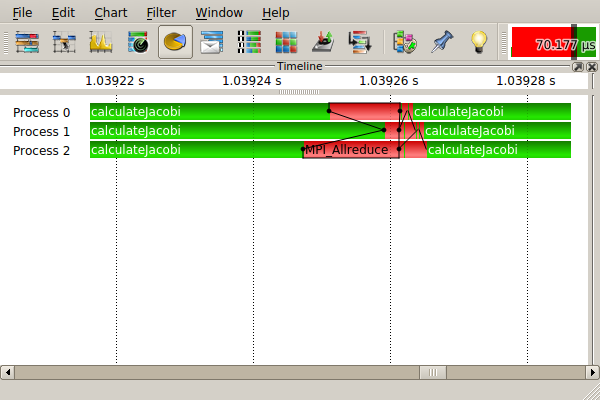 File Edit Chart Filter Window Help
70.177 µs
Timeline
1.03922 s 1.03924 s 1.03926 s 1.03928 s
Process 0 calculateJacobi calculateJacobi
Process 1 calculateJacobi calculateJacobi
Process 2 calculateJacobi MPI_Allreduce calculateJacobi